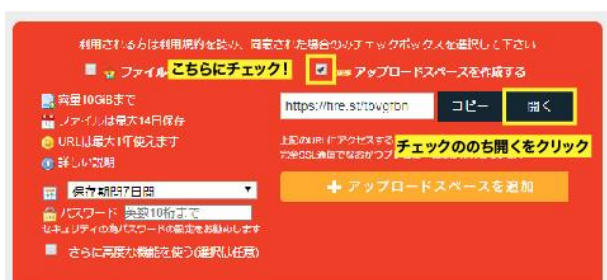 利用される方は利用規約を読み、同意された場合のみチェックボックスを選択して下さい
ファイル
こちらにチェック!
アップロードスペースを作成する
容量10GiBまで
ファイルは最大14日保存
URLは最大1年使えます
詳しい説明
保存期間7日間
パスワード 英数10桁まで
セキュリティの為パスワードの設定をお勧めします
さらに高度な機能を使う(選択は任意)
コピー
開く
上記のURLにアクセスする
チェックののち開くをクリック
アップロードスペースを追加